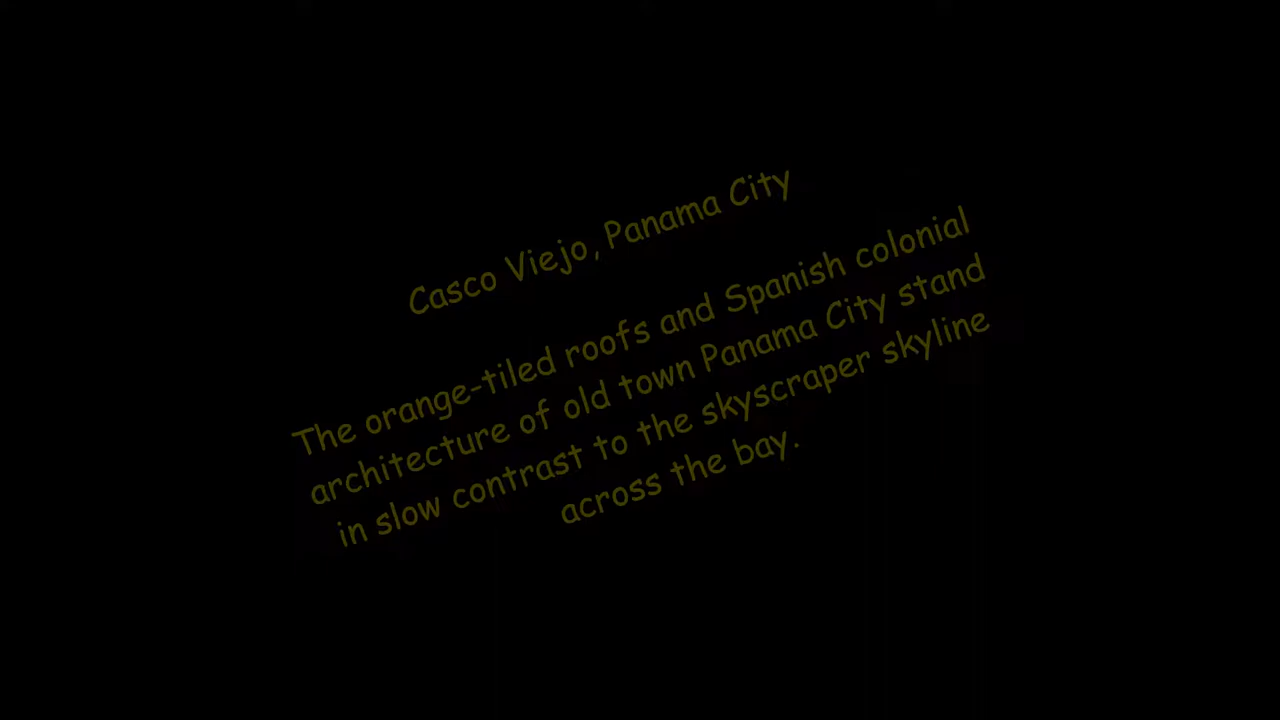 Casco Viejo, Panama City
The orange-tiled roofs and Spanish colonial
architecture of old town Panama City stand
in slow contrast to the skyscraper skyline
across the bay.